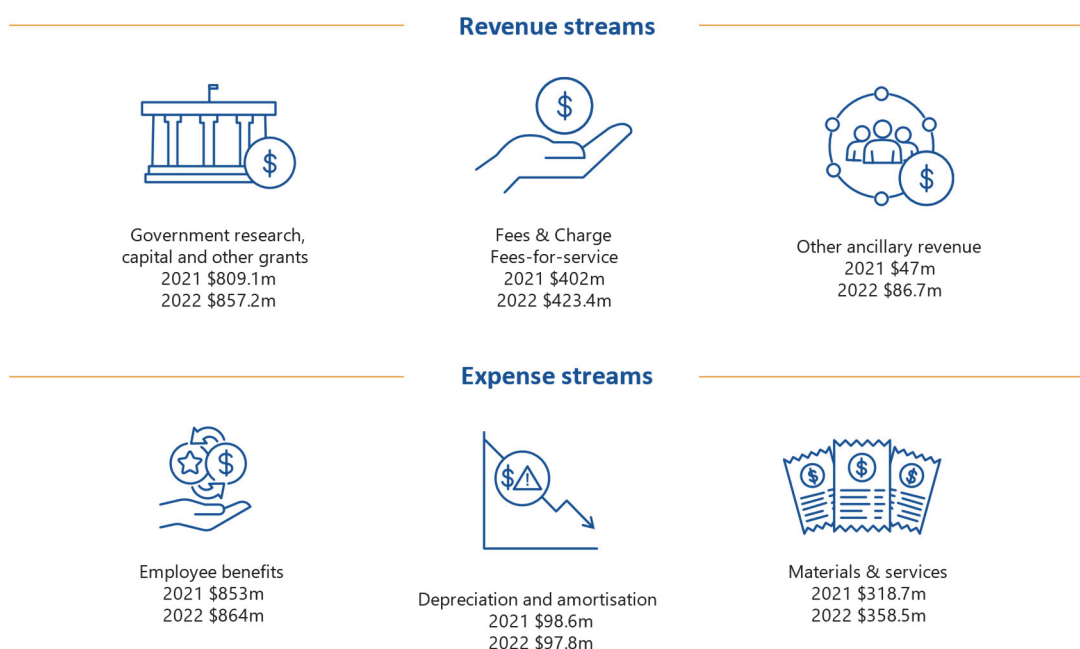 Revenue streams
Government research,
capital and other grants
2021 $809.1m
2022 $857.2m
Fees & Charge
Fees-for-service
2021 $402m
2022 $423.4m
Other ancillary revenue
2021 $47m
2022 $86.7m
Expense streams
Employee benefits
2021 $853m
2022 $864m
Depreciation and amortisation
2021 $98.6m
2022 $97.8m
Materials & services
2021 $318.7m
2022 $358.5m